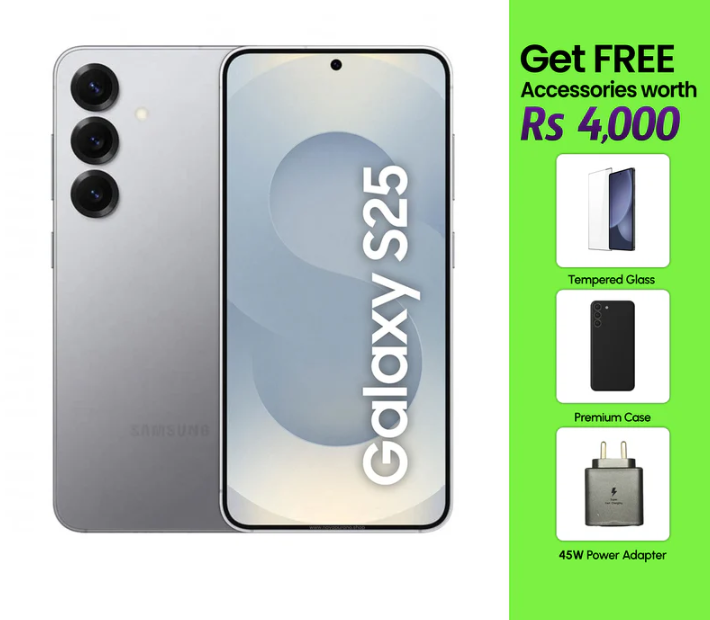 SAMSUNG
Galaxy S25
Get FREE
Accessories worth
Rs 4,000
Tempered Glass
Premium Case
45W Power Adapter